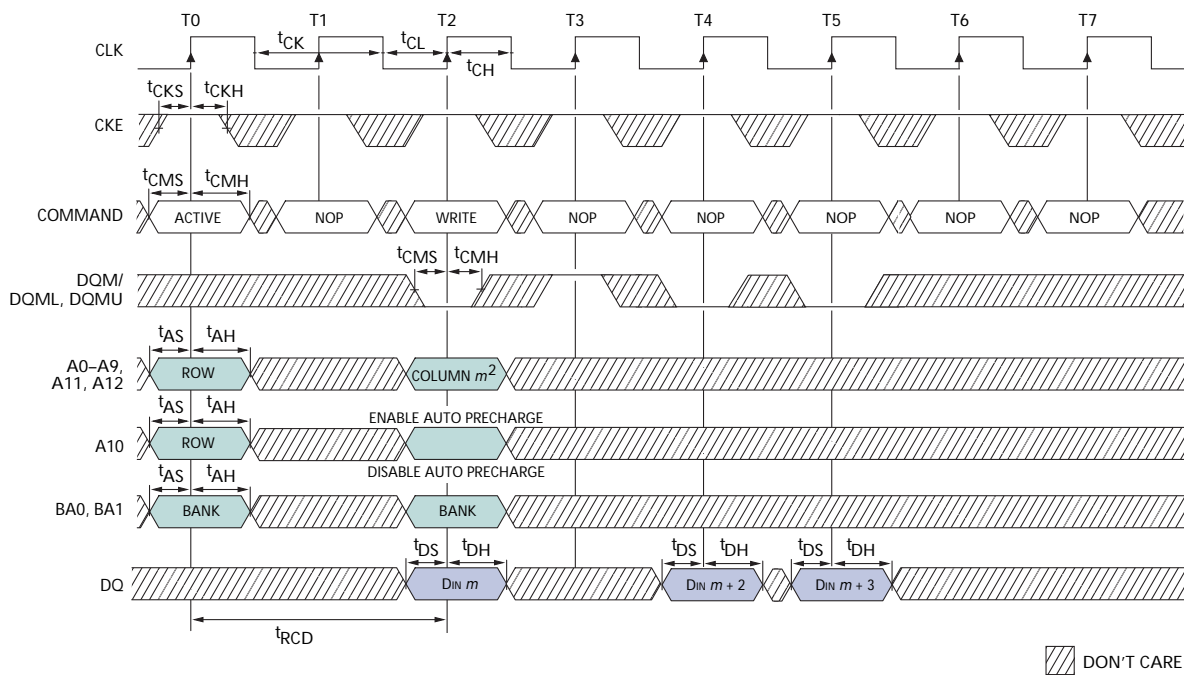 T0 T1 T2 T3 T4 T5 T6 T7
CLK
tCK tCL
tCH
tCKS tCKH
CKE
tCMS tCMH
COMMAND ACTIVE NOP WRITE NOP NOP NOP NOP NOP
tCMS tCMH
DQM/
DQML, DQMU
tAS tAH
A0–A9,
A11, A12
ROW COLUMN m2
tAS tAH
ENABLE AUTO PRECHARGE
A10 ROW
DISABLE AUTO PRECHARGE
tAS tAH
BA0, BA1 BANK BANK
tDS tDH tDS tDH tDS tDH
DQ DIN m DIN m + 2 DIN m + 3
tRCD
DON'T CARE